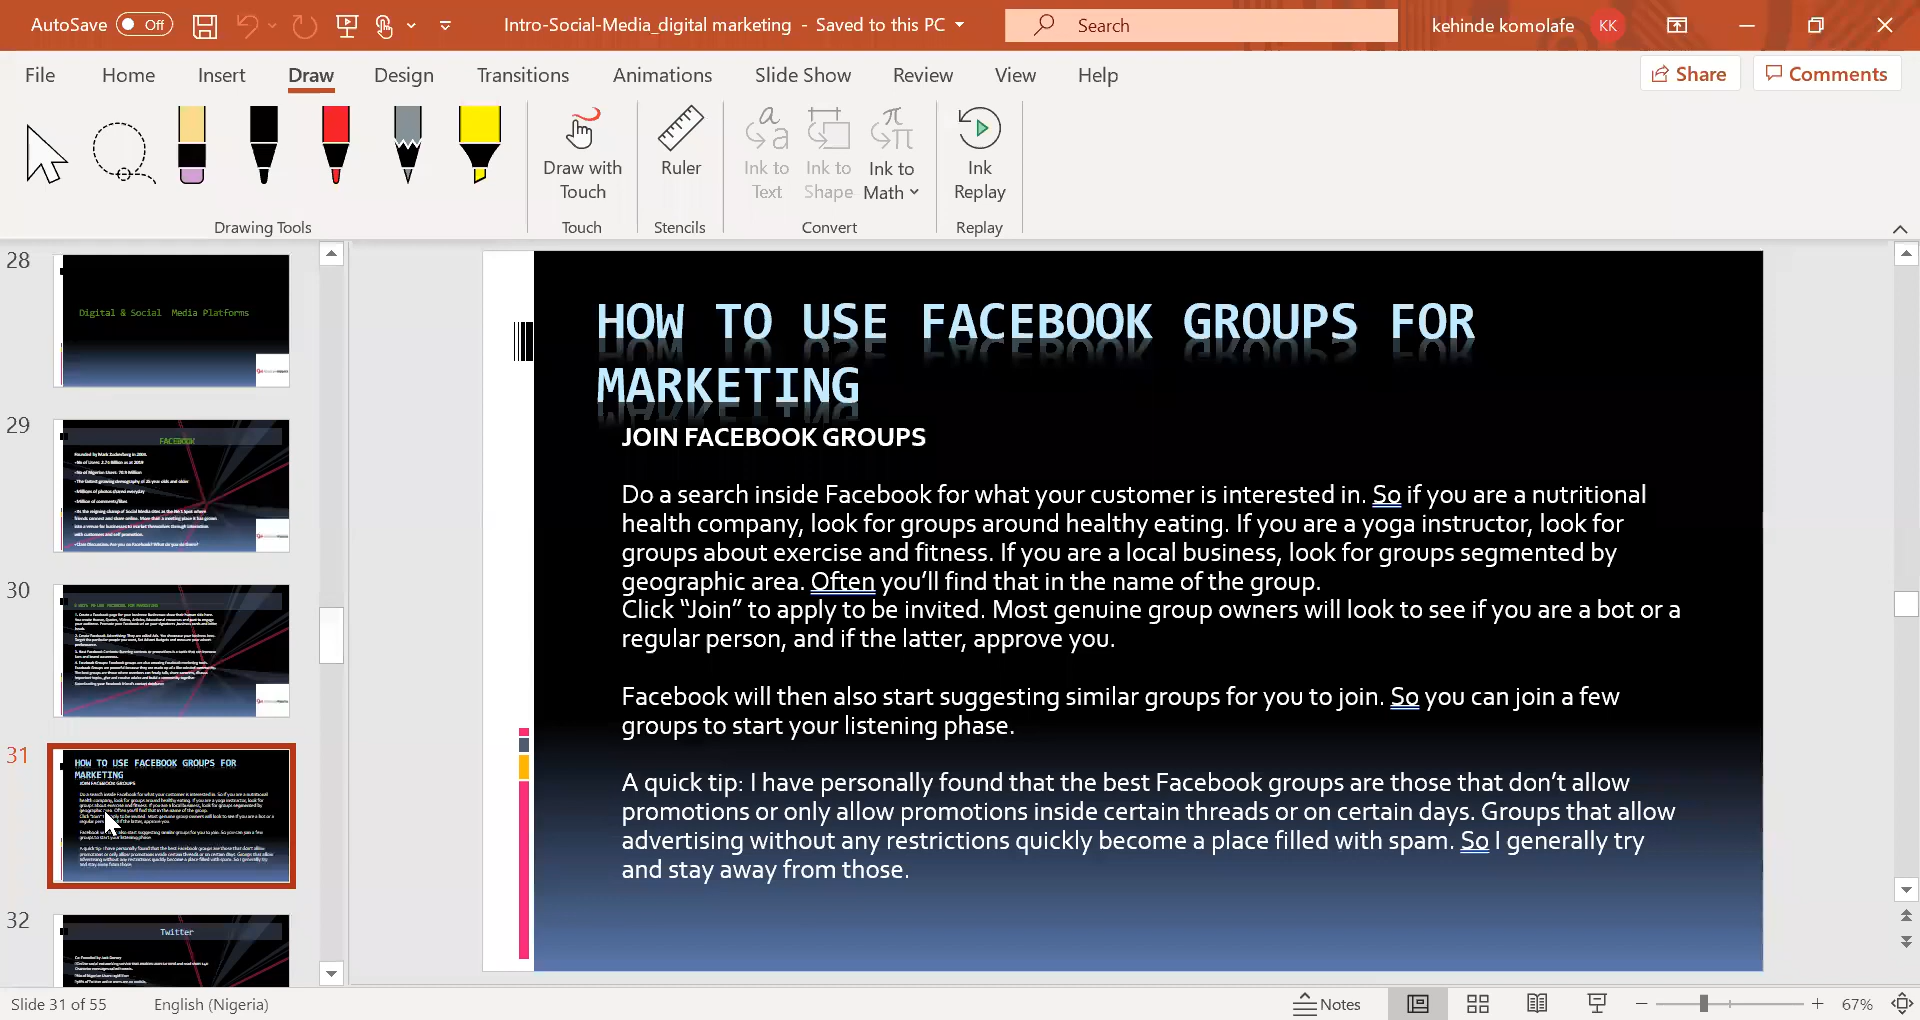 AutoSave Off
Intro-Social-Media_digital marketing - Saved to this PC
Search
kehinde komolafe KK
File Home Insert Draw Design Transitions Animations Slide Show Review View Help
Share Comments
Draw with Touch
Ruler
Ink to Text
Ink to Shape
Ink to Math
Ink Replay
Drawing Tools Touch Stencils Convert Replay
28
Digital & Social Media Platforms
29
FACEBOOK
Founded by Mark Zuckerberg in 2004.
30
31
HOW TO USE FACEBOOK GROUPS FOR
MARKETING
JOIN FACEBOOK GROUPS
32
Twitter
HOW TO USE FACEBOOK GROUPS FOR
MARKETING
JOIN FACEBOOK GROUPS
Do a search inside Facebook for what your customer is interested in. So if you are a nutritional
health company, look for groups around healthy eating. If you are a yoga instructor, look for
groups about exercise and fitness. If you are a local business, look for groups segmented by
geographic area. Often you’ll find that in the name of the group.
Click “Join” to apply to be invited. Most genuine group owners will look to see if you are a bot or a
regular person, and if the latter, approve you.
Facebook will then also start suggesting similar groups for you to join. So you can join a few
groups to start your listening phase.
A quick tip: I have personally found that the best Facebook groups are those that don’t allow
promotions or only allow promotions inside certain threads or on certain days. Groups that allow
advertising without any restrictions quickly become a place filled with spam. So I generally try
and stay away from those.
Slide 31 of 55 English (Nigeria)
Notes 67%